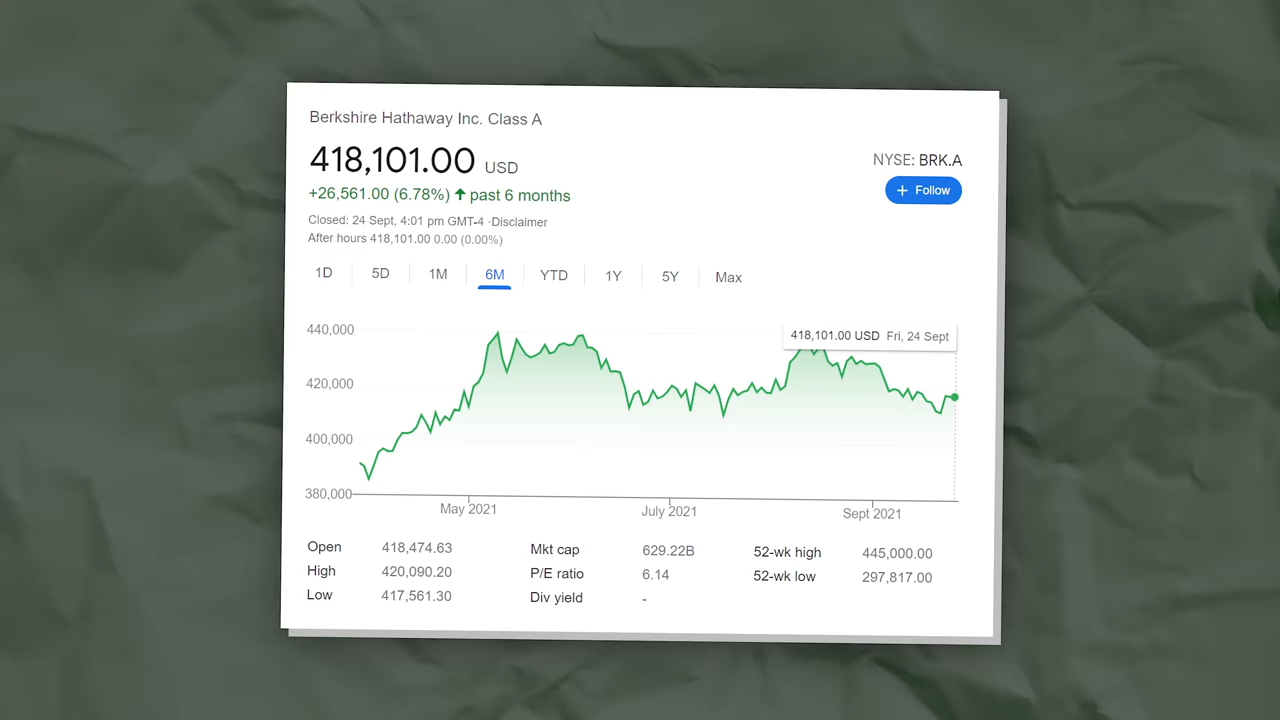 Berkshire Hathaway Inc. Class A
418,101.00 USD
NYSE: BRK.A
+26,561.00 (6.78%) ↑ past 6 months
+ Follow
Closed: 24 Sept, 4:01 pm GMT-4 ·Disclaimer
After hours 418,101.00 0.00 (0.00%)
1D 5D 1M 6M YTD 1Y 5Y Max
440,000
418,101.00 USD Fri, 24 Sept
420,000
400,000
380,000
May 2021 July 2021 Sept 2021
Open 418,474.63 Mkt cap 629.22B 52-wk high 445,000.00
High 420,090.20 P/E ratio 6.14 52-wk low 297,817.00
Low 417,561.30 Div yield -